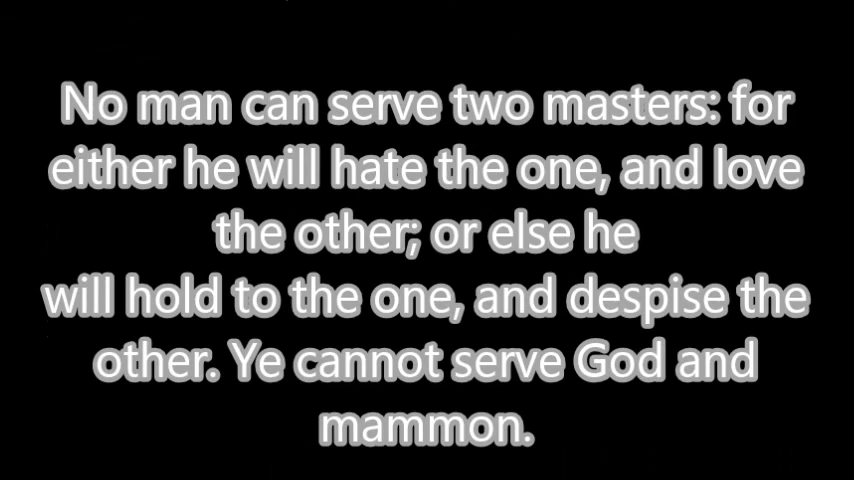 No man can serve two masters: for
either he will hate the one, and love
the other; or else he
will hold to the one, and despise the
other. Ye cannot serve God and
mammon.